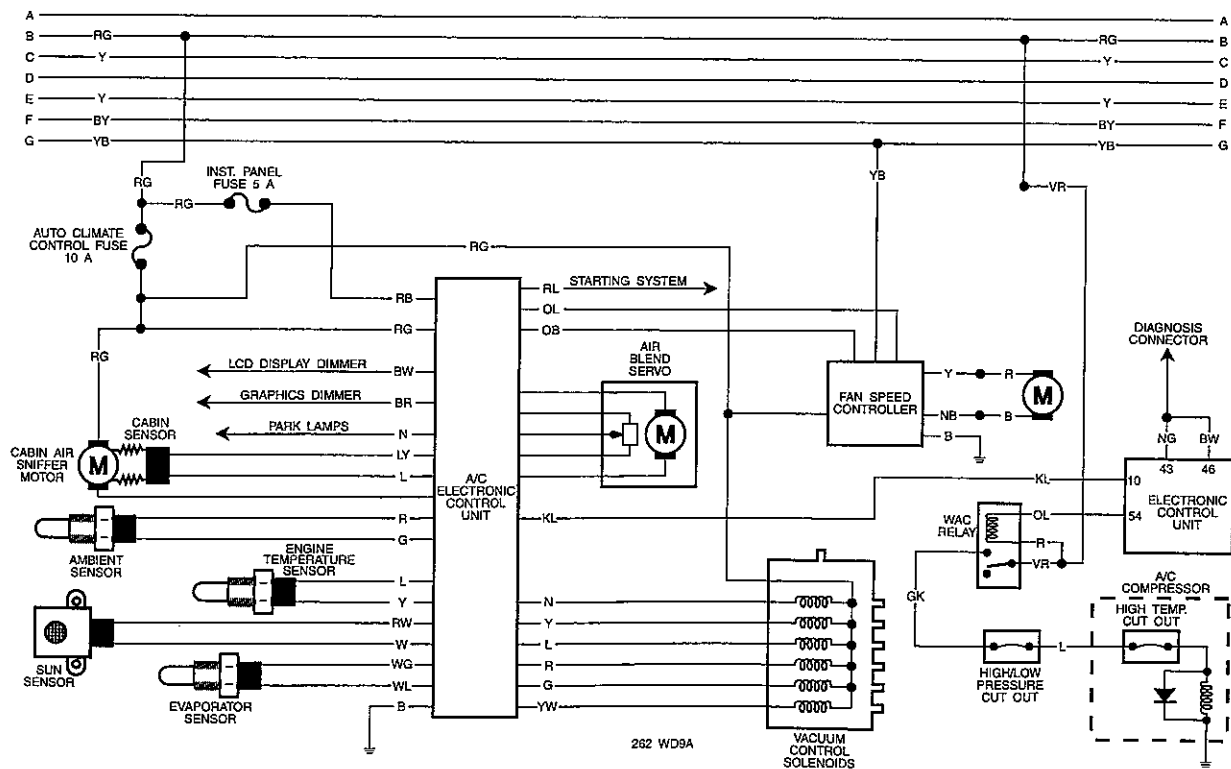 A A
B RG RG B
C Y Y C
D D
E Y Y E
F BY BY F
G YB YB G
RG
INST. PANEL
FUSE 5 A
YB
VR
RG
AUTO CLIMATE
CONTROL FUSE
10 A
RG
RL STARTING SYSTEM
RB
OL
RG
OB
RG
AIR
BLEND
SERVO
DIAGNOSIS
CONNECTOR
LCD DISPLAY DIMMER
BW
GRAPHICS DIMMER
BR
PARK LAMPS
N
FAN SPEED
CONTROLLER
Y R
NB B
B
M
M
CABIN
SENSOR
CABIN AIR
SNIFFER
MOTOR
M
LY
L
A/C
ELECTRONIC
CONTROL
UNIT
NG BW
43 46
KL
10
ELECTRONIC
CONTROL
UNIT
54
R
G
KL
AMBIENT
SENSOR
WAC
RELAY
OL
R
VR
ENGINE
TEMPERATURE
SENSOR
L
Y
RW
W
WG
WL
B
N
Y
L
R
G
YW
GK
A/C
COMPRESSOR
HIGH TEMP.
CUT OUT
L
HIGH/LOW
PRESSURE
CUT OUT
SUN
SENSOR
EVAPORATOR
SENSOR
262 WD9A
VACUUM
CONTROL
SOLENOIDS